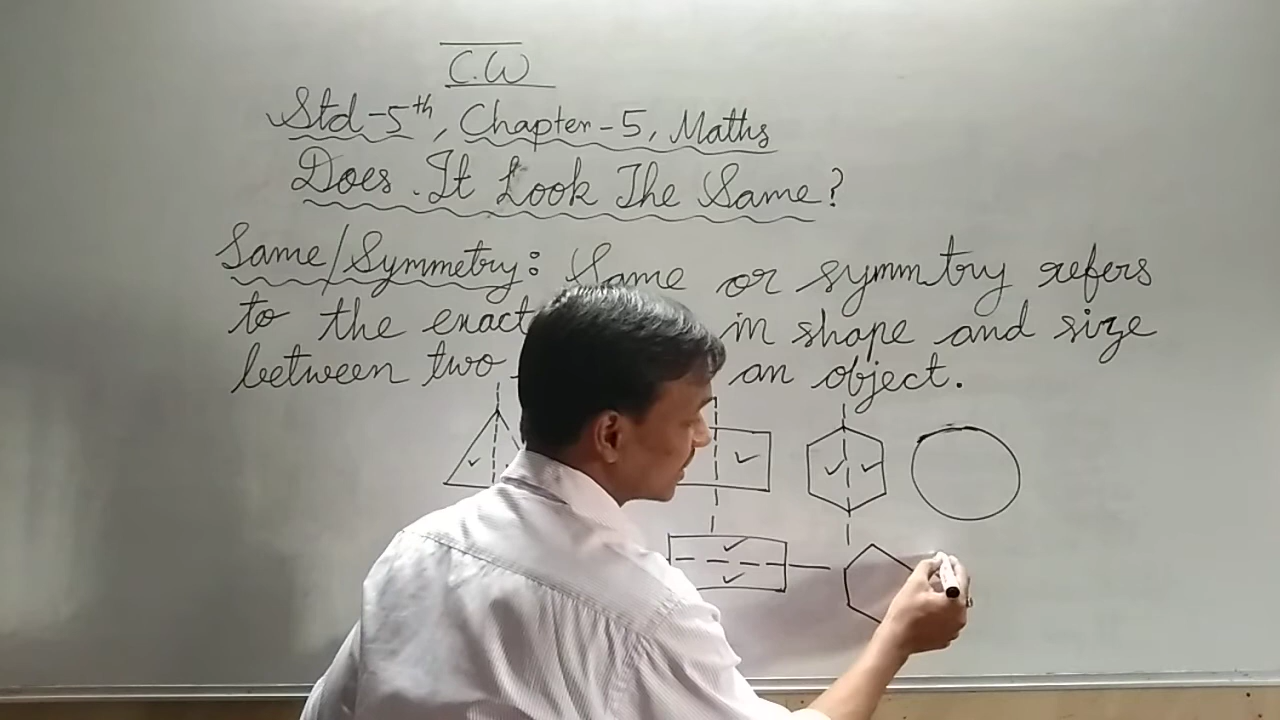 C.W
Std-5th, Chapter-5, Maths
Does It Look The Same?
Same/Symmetry: Same or symmtry refers
to the exact in shape and size
between two an object.